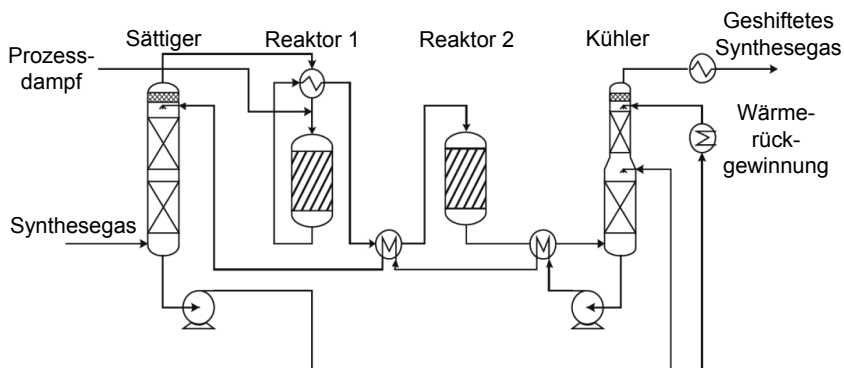 Sättiger
Reaktor 1
Reaktor 2
Kühler
Geshiftetes
Synthesegas
Prozess-
dampf
Wärme-
rück-
gewinnung
Synthesegas